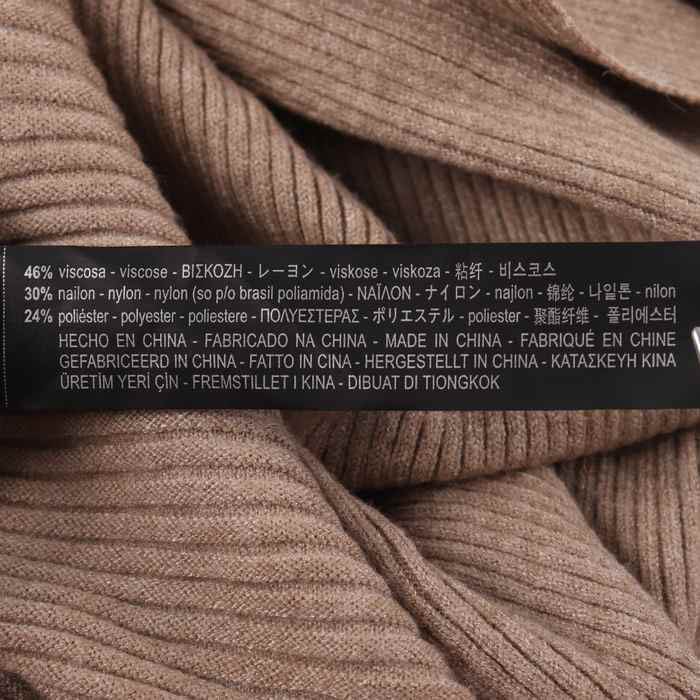 46% viscosa - viscose - ΒΙΣΚΟΖΗ - レーヨン - viskose - viskoza - 粘纤 - 비스코스
30% nailon - nylon - nylon (so p/o brasil poliamida) - ΝΑΪΛΟΝ - ナイロン - najlon - 锦纶 - 나일론 - nilon
24% poliéster - polyester - poliestere - ΠΟΛΥΕΣΤΕΡΑΣ - ポリエステル - poliester - 聚酯纤维 - 폴리에스터
HECHO EN CHINA - FABRICADO NA CHINA - MADE IN CHINA - FABRIQUÉ EN CHINE
GEFABRICEERD IN CHINA - FATTO IN CINA - HERGESTELLT IN CHINA - ΚΑΤΑΣΚΕΥΗ ΚΙΝΑ
ÜRETİM YERİ ÇİN - FREMSTILLET I KINA - DIBUAT DI TIONGKOK